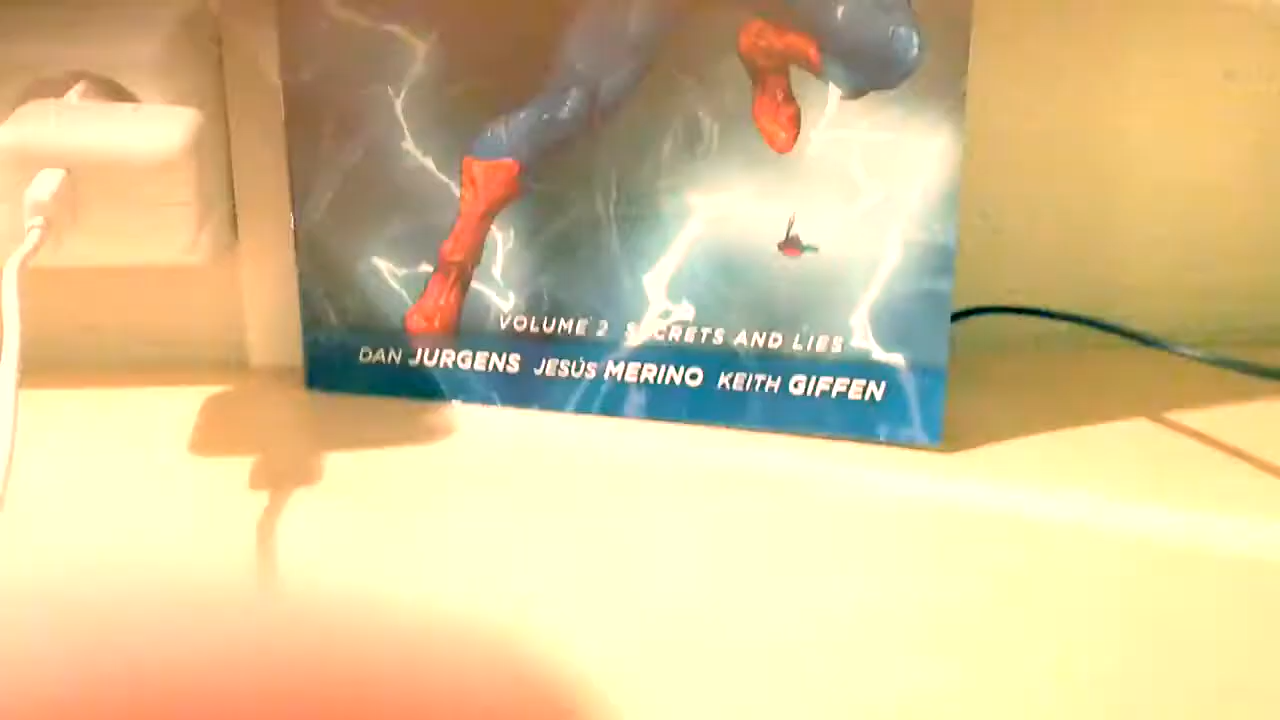 VOLUME 2 SECRETS AND LIES
DAN JURGENS JESÚS MERINO KEITH GIFFEN